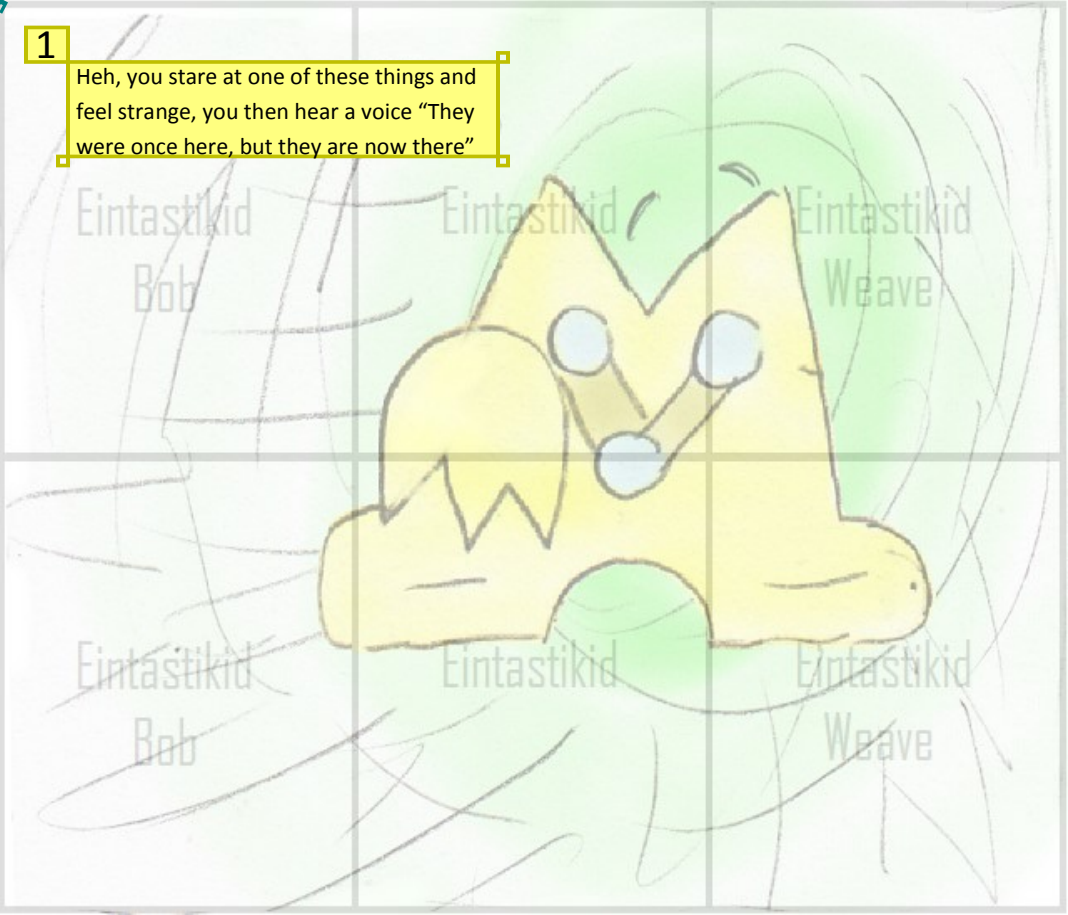 1
Heh, you stare at one of these things and
feel strange, you then hear a voice “They
were once here, but they are now there”
Eintastikid Eintastikid Eintastikid
Bob Weave
Eintastikid Eintastikid Eintastikid
Bob Weave